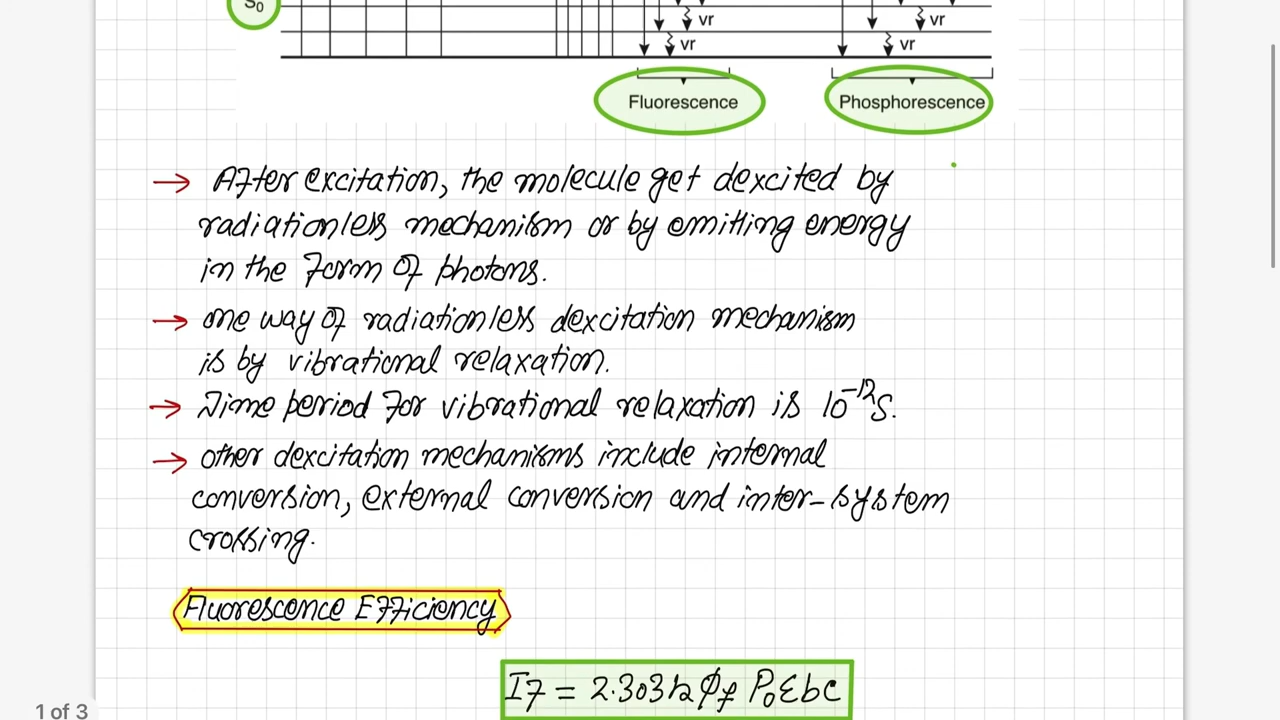 S₀
vr vr
vr vr
Fluorescence Phosphorescence
→ After excitation, the molecule get dexcited by
radiationless mechanism or by emitting energy
in the form of photons.
→ one way of radiationless dexcitation mechanism
is by vibrational relaxation.
→ Time period for vibrational relaxation is 10⁻¹²s.
→ other dexcitation mechanisms include internal
conversion, external conversion and inter-system
crossing.
Fluorescence Efficiency
If = 2.303 k ϕf P₀εbc
1 of 3